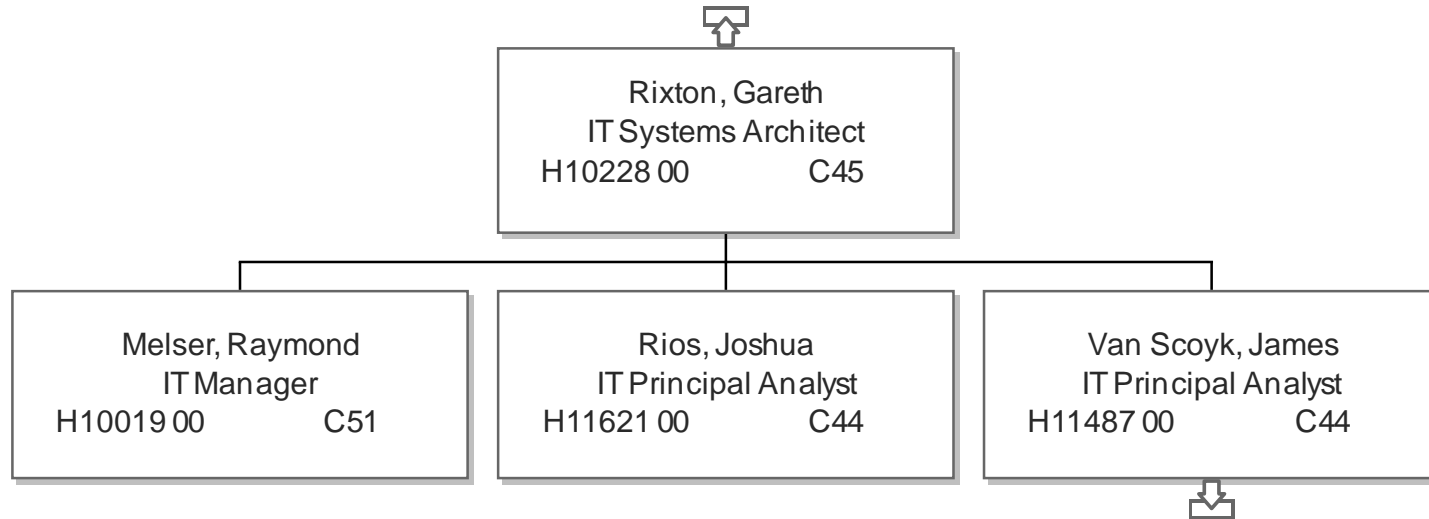 Rixton, Gareth
IT Systems Architect
H10228 00 C45
Melser, Raymond
IT Manager
H10019 00 C51
Rios, Joshua
IT Principal Analyst
H11621 00 C44
Van Scoyk, James
IT Principal Analyst
H11487 00 C44